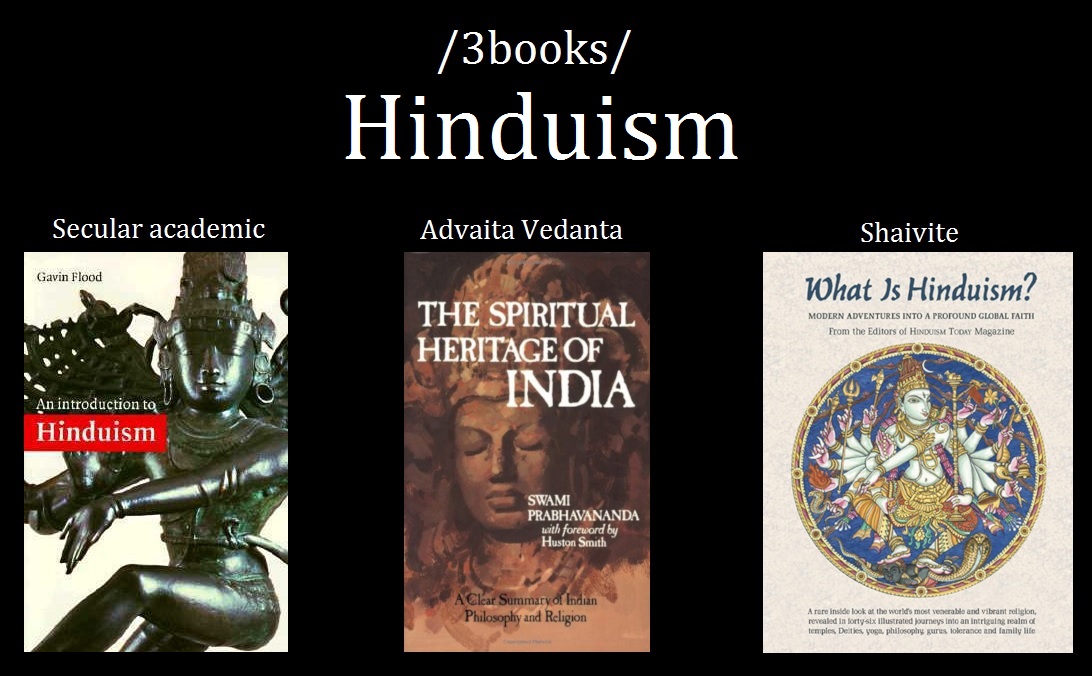 /3books/
Hinduism
Secular academic
Gavin Flood
An introduction to
Hinduism
Advaita Vedanta
THE SPIRITUAL
HERITAGE OF
INDIA
SWAMI
PRABHAVANANDA
with foreword by
Huston Smith
A Clear Summary of Indian
Philosophy and Religion
Shaivite
What Is Hinduism?
MODERN ADVENTURES INTO A PROFOUND GLOBAL FAITH
From the Editors of HINDUISM TODAY Magazine
A rare inside look at the world's most venerable and vibrant religion,
revealed in forty-six illustrated journeys into an intriguing realm of
temples, Deities, yoga, philosophy, gurus, tolerance and family life